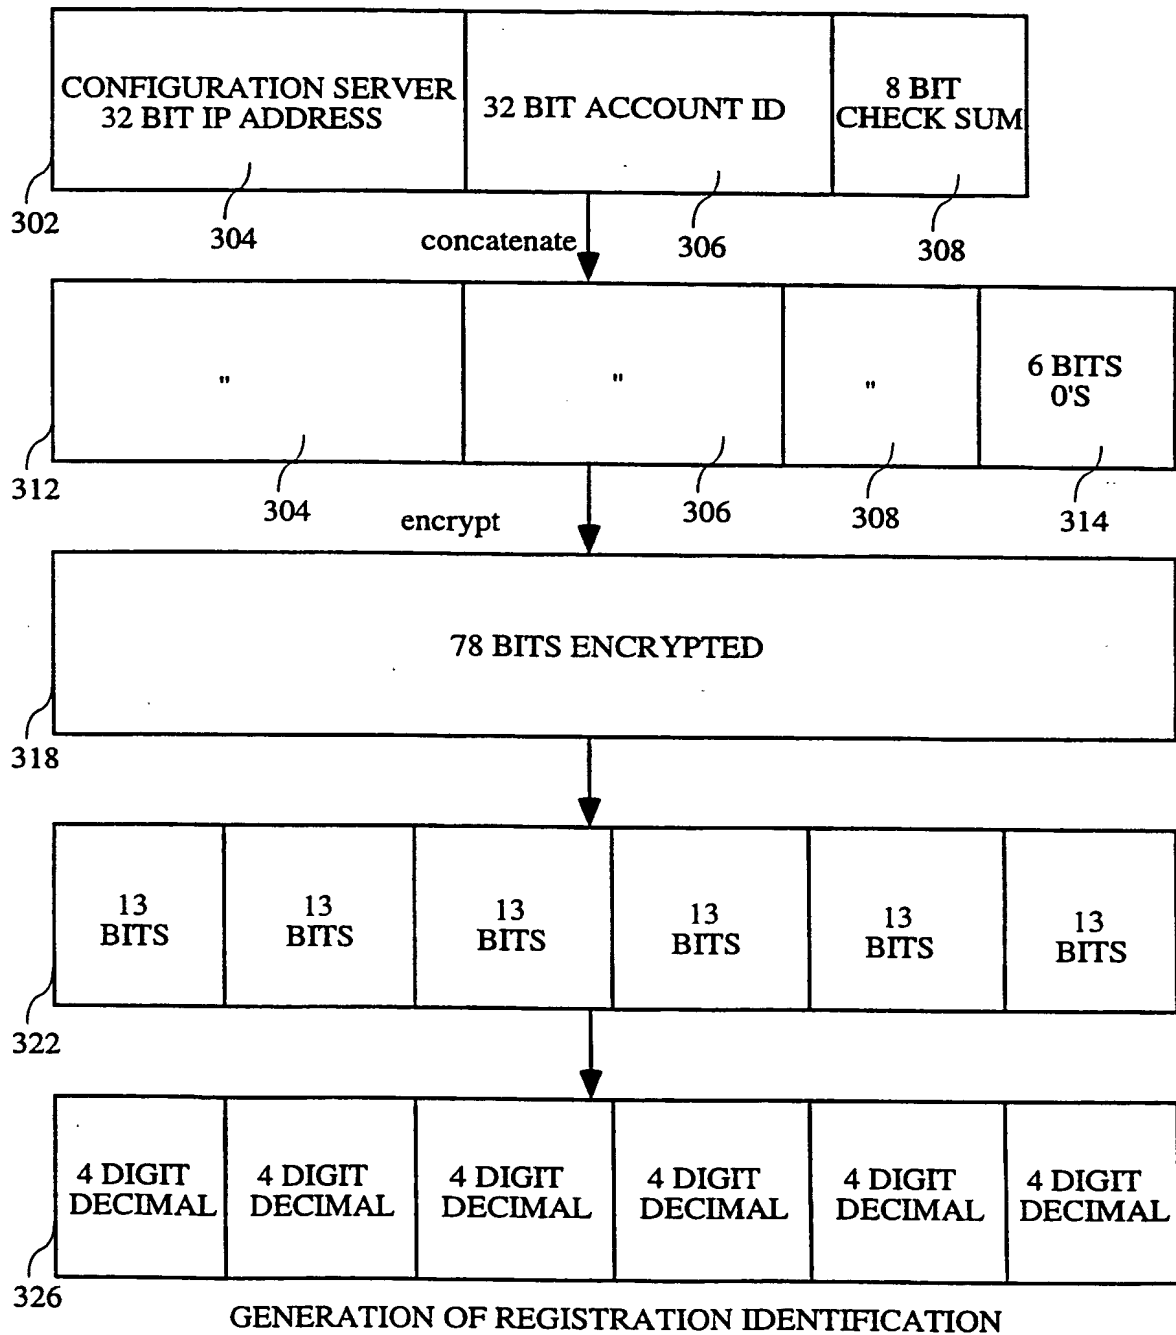 CONFIGURATION SERVER
32 BIT IP ADDRESS
32 BIT ACCOUNT ID
8 BIT
CHECK SUM
302
304
concatenate
306
308
"
"
"
6 BITS
0'S
312
304
encrypt
306
308
314
78 BITS ENCRYPTED
318
13
BITS
13
BITS
13
BITS
13
BITS
13
BITS
13
BITS
322
4 DIGIT
DECIMAL
4 DIGIT
DECIMAL
4 DIGIT
DECIMAL
4 DIGIT
DECIMAL
4 DIGIT
DECIMAL
4 DIGIT
DECIMAL
326
GENERATION OF REGISTRATION IDENTIFICATION